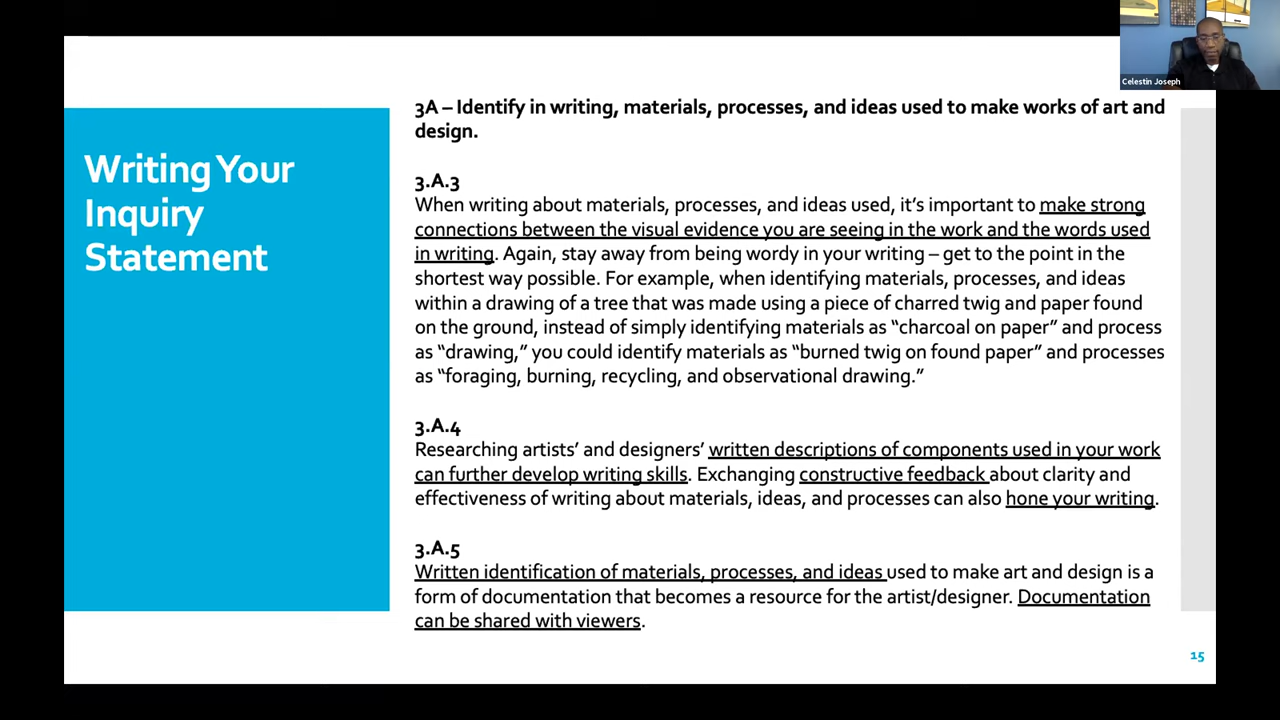 Celestin Joseph
Writing Your
Inquiry
Statement
3A – Identify in writing, materials, processes, and ideas used to make works of art and
design.
3.A.3
When writing about materials, processes, and ideas used, it's important to make strong
connections between the visual evidence you are seeing in the work and the words used
in writing. Again, stay away from being wordy in your writing – get to the point in the
shortest way possible. For example, when identifying materials, processes, and ideas
within a drawing of a tree that was made using a piece of charred twig and paper found
on the ground, instead of simply identifying materials as “charcoal on paper” and process
as “drawing,” you could identify materials as “burned twig on found paper” and processes
as “foraging, burning, recycling, and observational drawing.”
3.A.4
Researching artists’ and designers’ written descriptions of components used in your work
can further develop writing skills. Exchanging constructive feedback about clarity and
effectiveness of writing about materials, ideas, and processes can also hone your writing.
3.A.5
Written identification of materials, processes, and ideas used to make art and design is a
form of documentation that becomes a resource for the artist/designer. Documentation
can be shared with viewers.
15